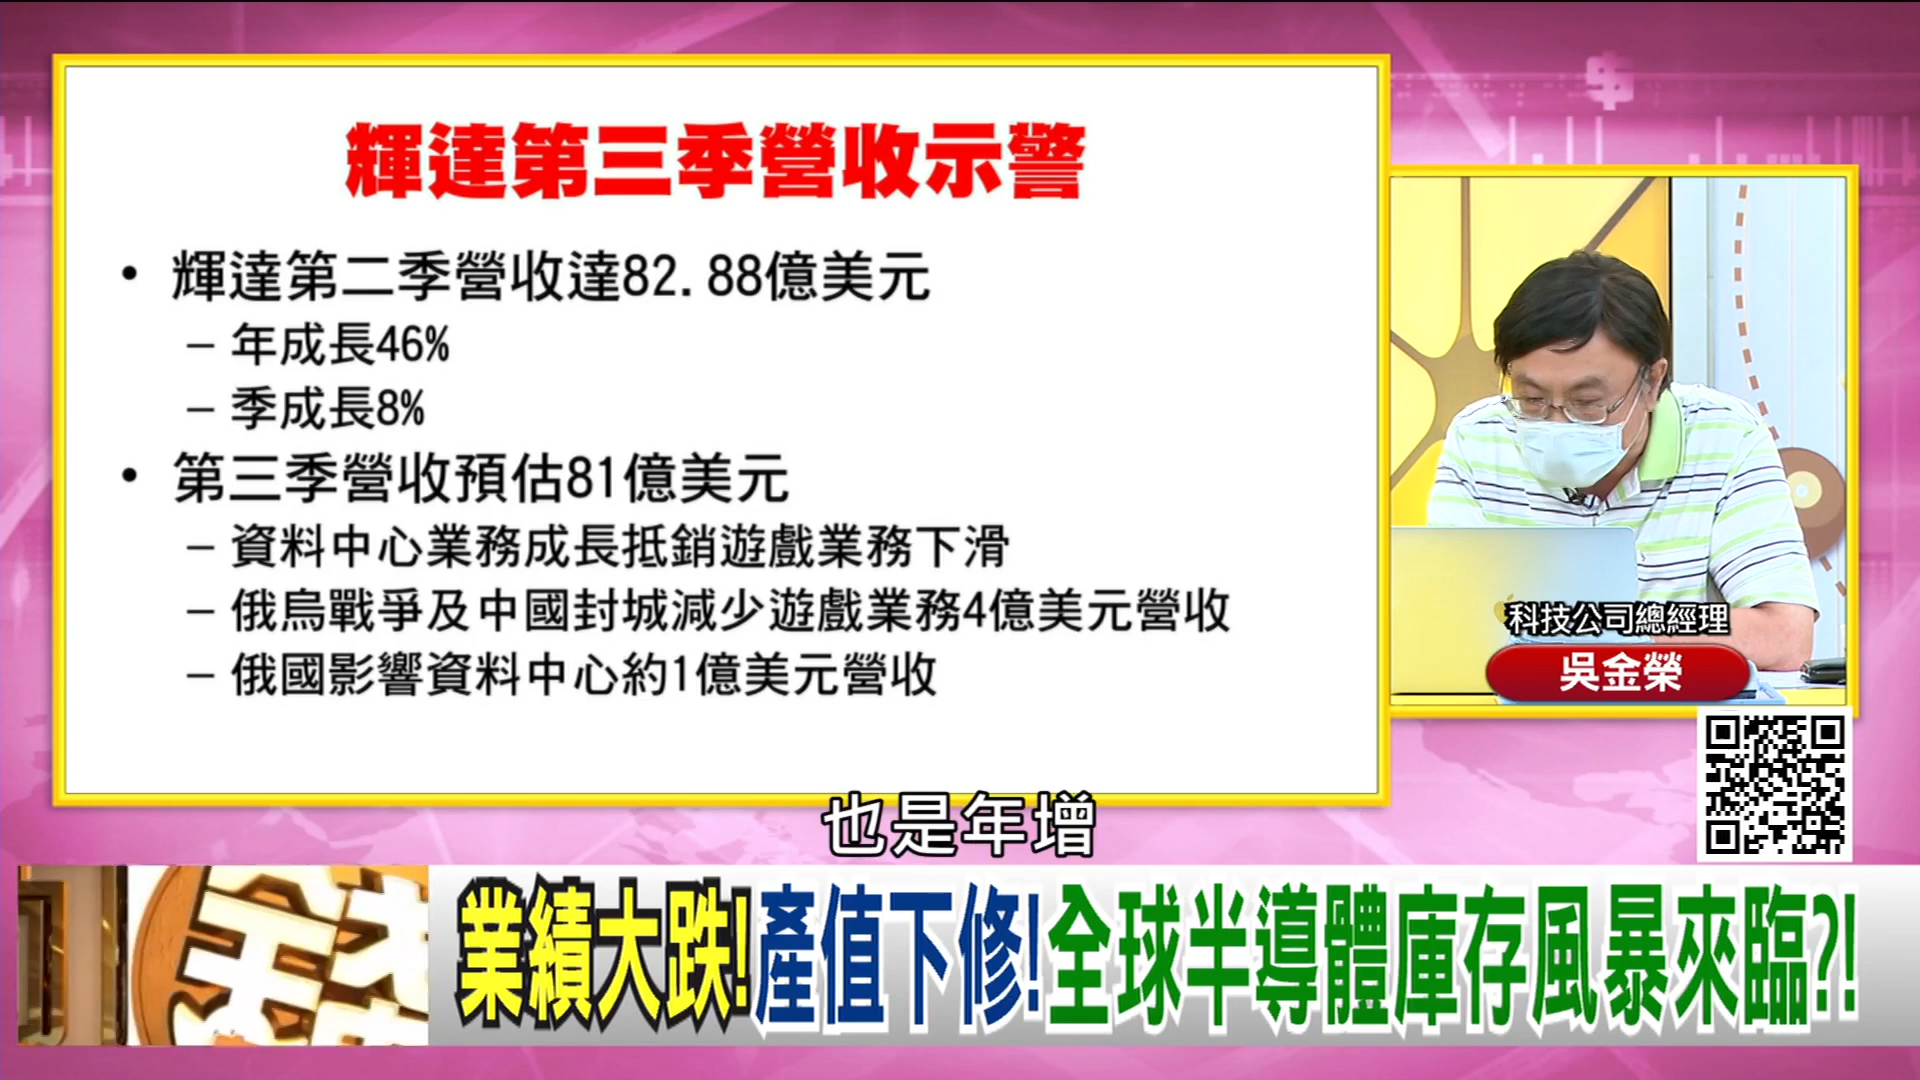 輝達第三季營收示警
• 輝達第二季營收達82.88億美元
– 年成長46%
– 季成長8%
• 第三季營收預估81億美元
– 資料中心業務成長抵銷遊戲業務下滑
– 俄烏戰爭及中國封城減少遊戲業務4億美元營收
– 俄國影響資料中心約1億美元營收
科技公司總經理
吳金榮
也是年增
業績大跌!產值下修!全球半導體庫存風暴來臨?!